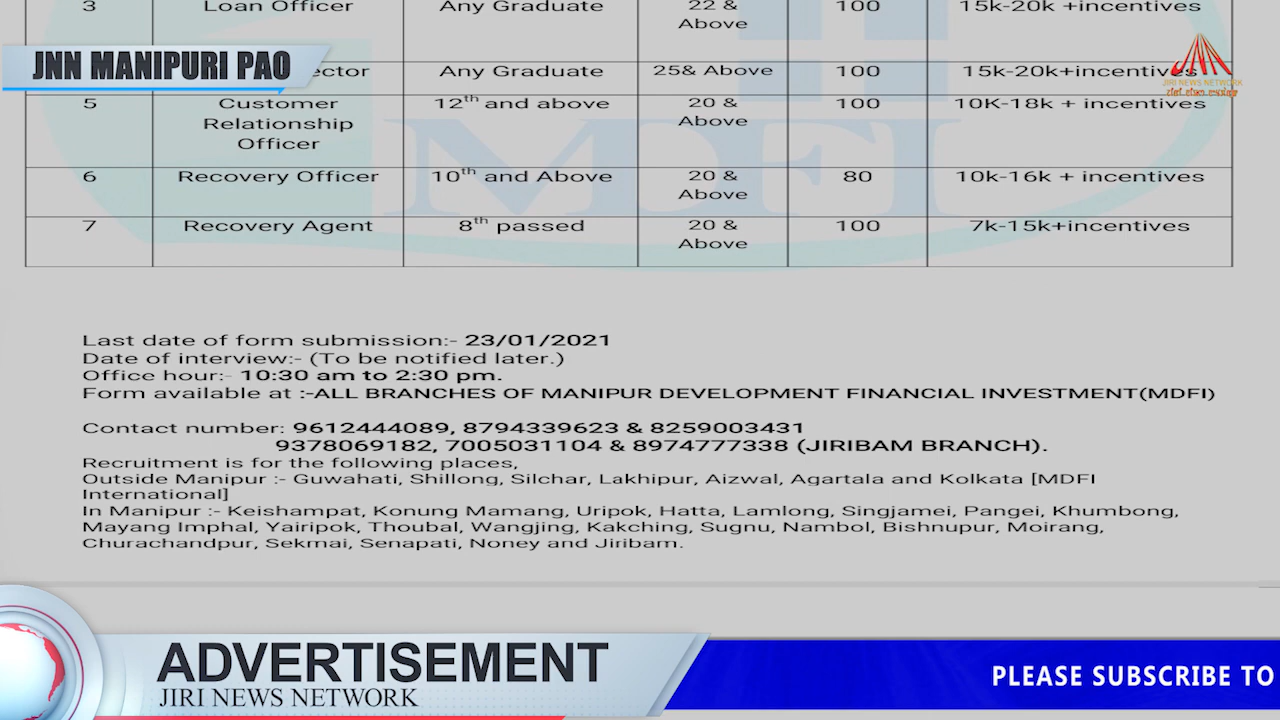 3 Loan Officer Any Graduate 22 & Above 100 15k-20k +incentives
JNN MANIPURI PAO
ector Any Graduate 25& Above 100 15k-20k+incentives
JIRI NEWS NETWORK
5 Customer Relationship Officer 12th and above 20 & Above 100 10K-18k + incentives
6 Recovery Officer 10th and Above 20 & Above 80 10k-16k + incentives
7 Recovery Agent 8th passed 20 & Above 100 7k-15k+incentives
MDFI
Last date of form submission:- 23/01/2021
Date of interview:- (To be notified later.)
Office hour:- 10:30 am to 2:30 pm.
Form available at :-ALL BRANCHES OF MANIPUR DEVELOPMENT FINANCIAL INVESTMENT(MDFI)
Contact number: 9612444089, 8794339623 & 8259003431
9378069182, 7005031104 & 8974777338 (JIRIBAM BRANCH).
Recruitment is for the following places,
Outside Manipur :- Guwahati, Shillong, Silchar, Lakhipur, Aizwal, Agartala and Kolkata [MDFI
International]
In Manipur :- Keishampat, Konung Mamang, Uripok, Hatta, Lamlong, Singjamei, Pangei, Khumbong,
Mayang Imphal, Yairipok, Thoubal, Wangjing, Kakching, Sugnu, Nambol, Bishnupur, Moirang,
Churachandpur, Sekmai, Senapati, Noney and Jiribam.
ADVERTISEMENT
JIRI NEWS NETWORK
PLEASE SUBSCRIBE TO